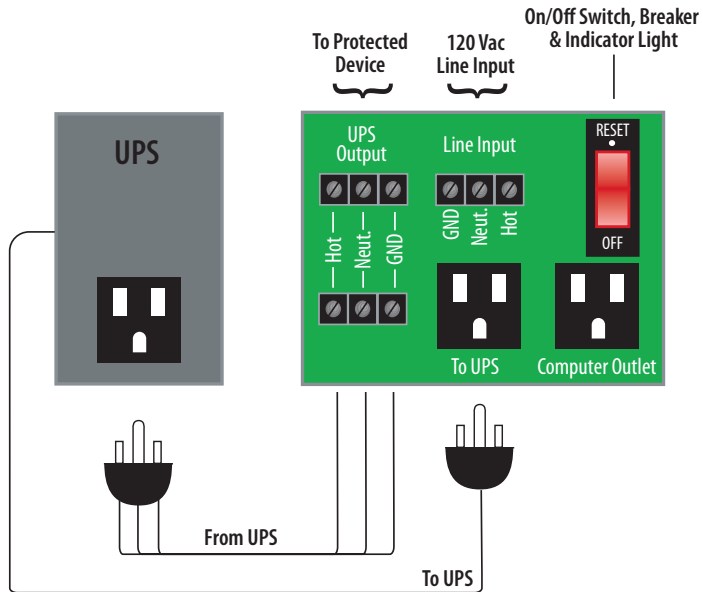 On/Off Switch, Breaker
& Indicator Light
To Protected
Device
120 Vac
Line Input
UPS
UPS
Output
Line Input
RESET
OFF
Hot
Neut.
GND
GND
Neut.
Hot
To UPS
Computer Outlet
From UPS
To UPS